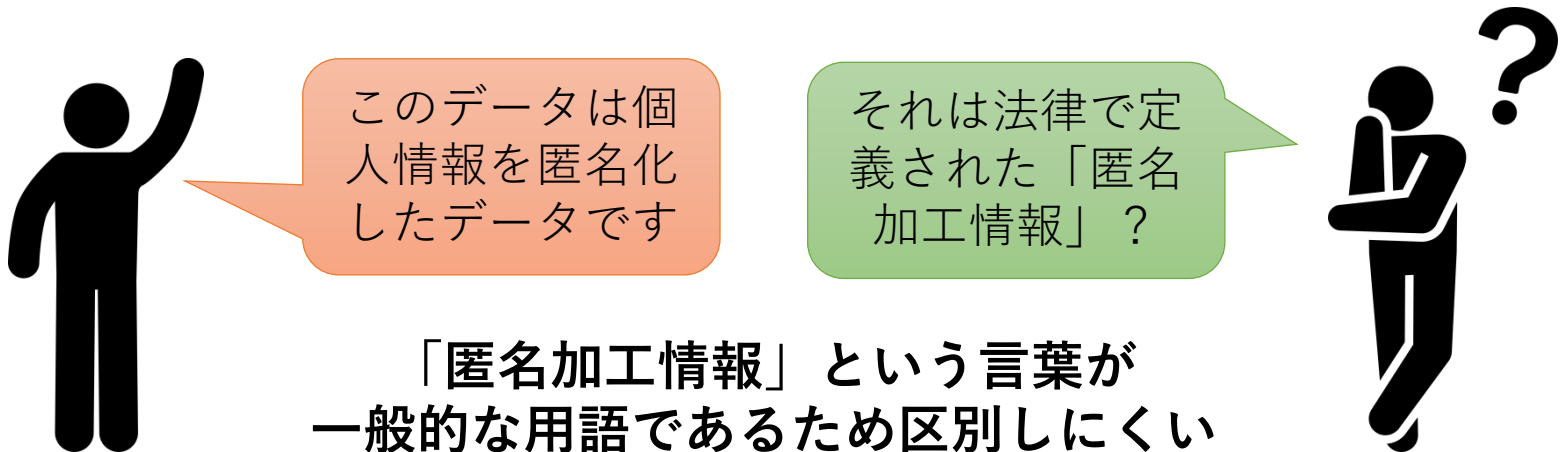 このデータは個
人情報を匿名化
したデータです
それは法律で定
義された「匿名
加工情報」?
?
「匿名加工情報」という言葉が
一般的な用語であるため区別しにくい